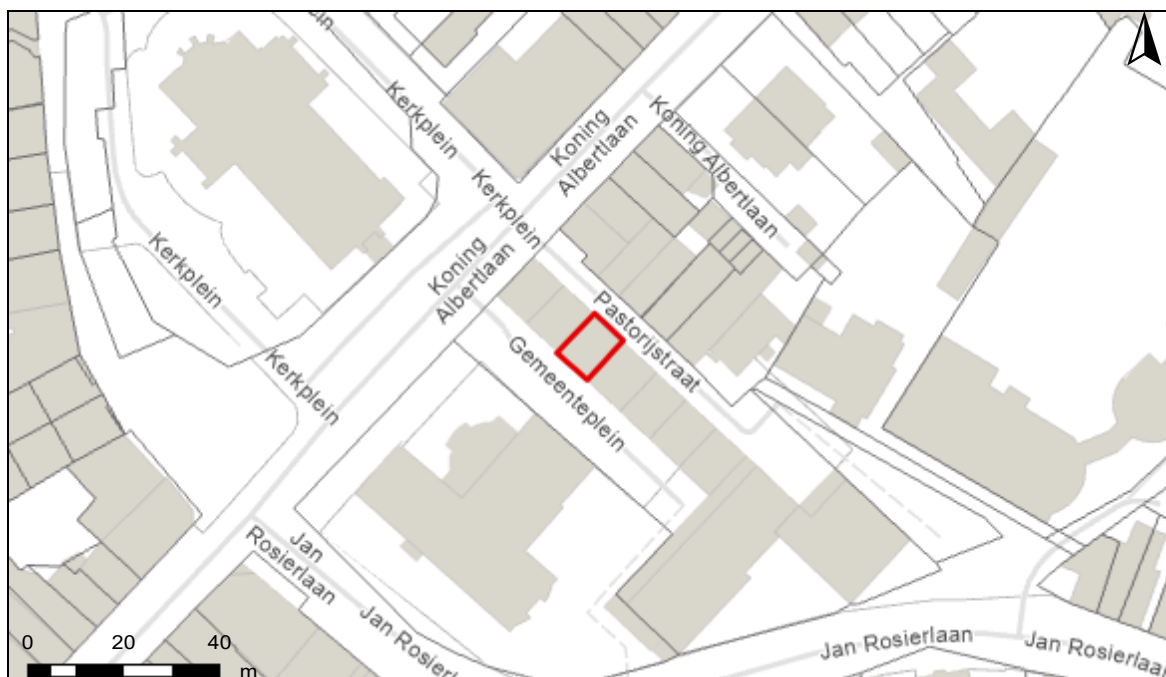 Kerkplein
Koning
Albertlaan
Koning Albertlaan
Kerkplein
Kerkplein
Koning
Albertlaan
Pastorijstraat
Gemeenteplein
Kerkplein
Jan
Rosierlaan
Jan Rosierl
Jan Rosierlaan
Jan Rosierlaan
0 20 40
m